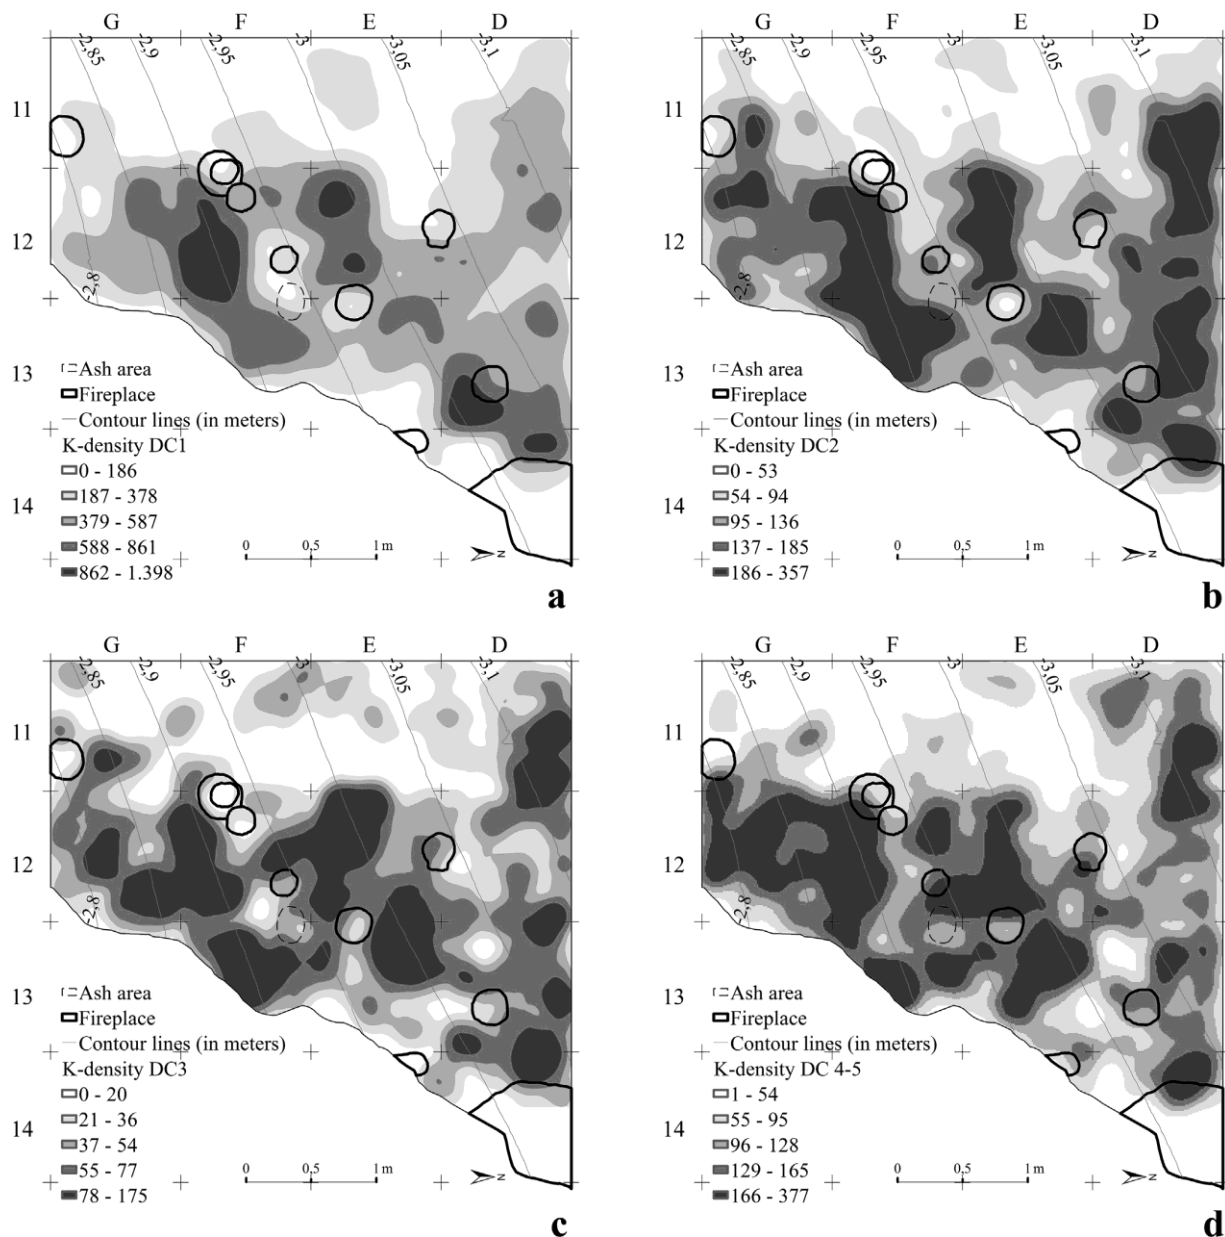 G F E D
-2,85 -2,9 -2,95 -3 -3,05 -3,1
11
12
-2,8
13
Ash area
Fireplace
Contour lines (in meters)
K-density DC1
0 - 186
187 - 378
14 379 - 587
588 - 861 0 0,5 1 m N
862 - 1.398
a
G F E D
-2,85 -2,9 -2,95 -3 -3,05 -3,1
11
12
-2,8
13
Ash area
Fireplace
Contour lines (in meters)
K-density DC2
0 - 53
54 - 94
14 95 - 136
137 - 185 0 0,5 1 m N
186 - 357
b
G F E D
-2,85 -2,9 -2,95 -3 -3,05 -3,1
11
12
-2,8
13
Ash area
Fireplace
Contour lines (in meters)
K-density DC3
0 - 20
21 - 36
14 37 - 54
55 - 77 0 0,5 1 m N
78 - 175
c
G F E D
-2,85 -2,9 -2,95 -3 -3,05 -3,1
11
12
-2,8
13
Ash area
Fireplace
Contour lines (in meters)
K-density DC 4-5
1 - 54
55 - 95
14 96 - 128
129 - 165 0 0,5 1 m N
166 - 377
d